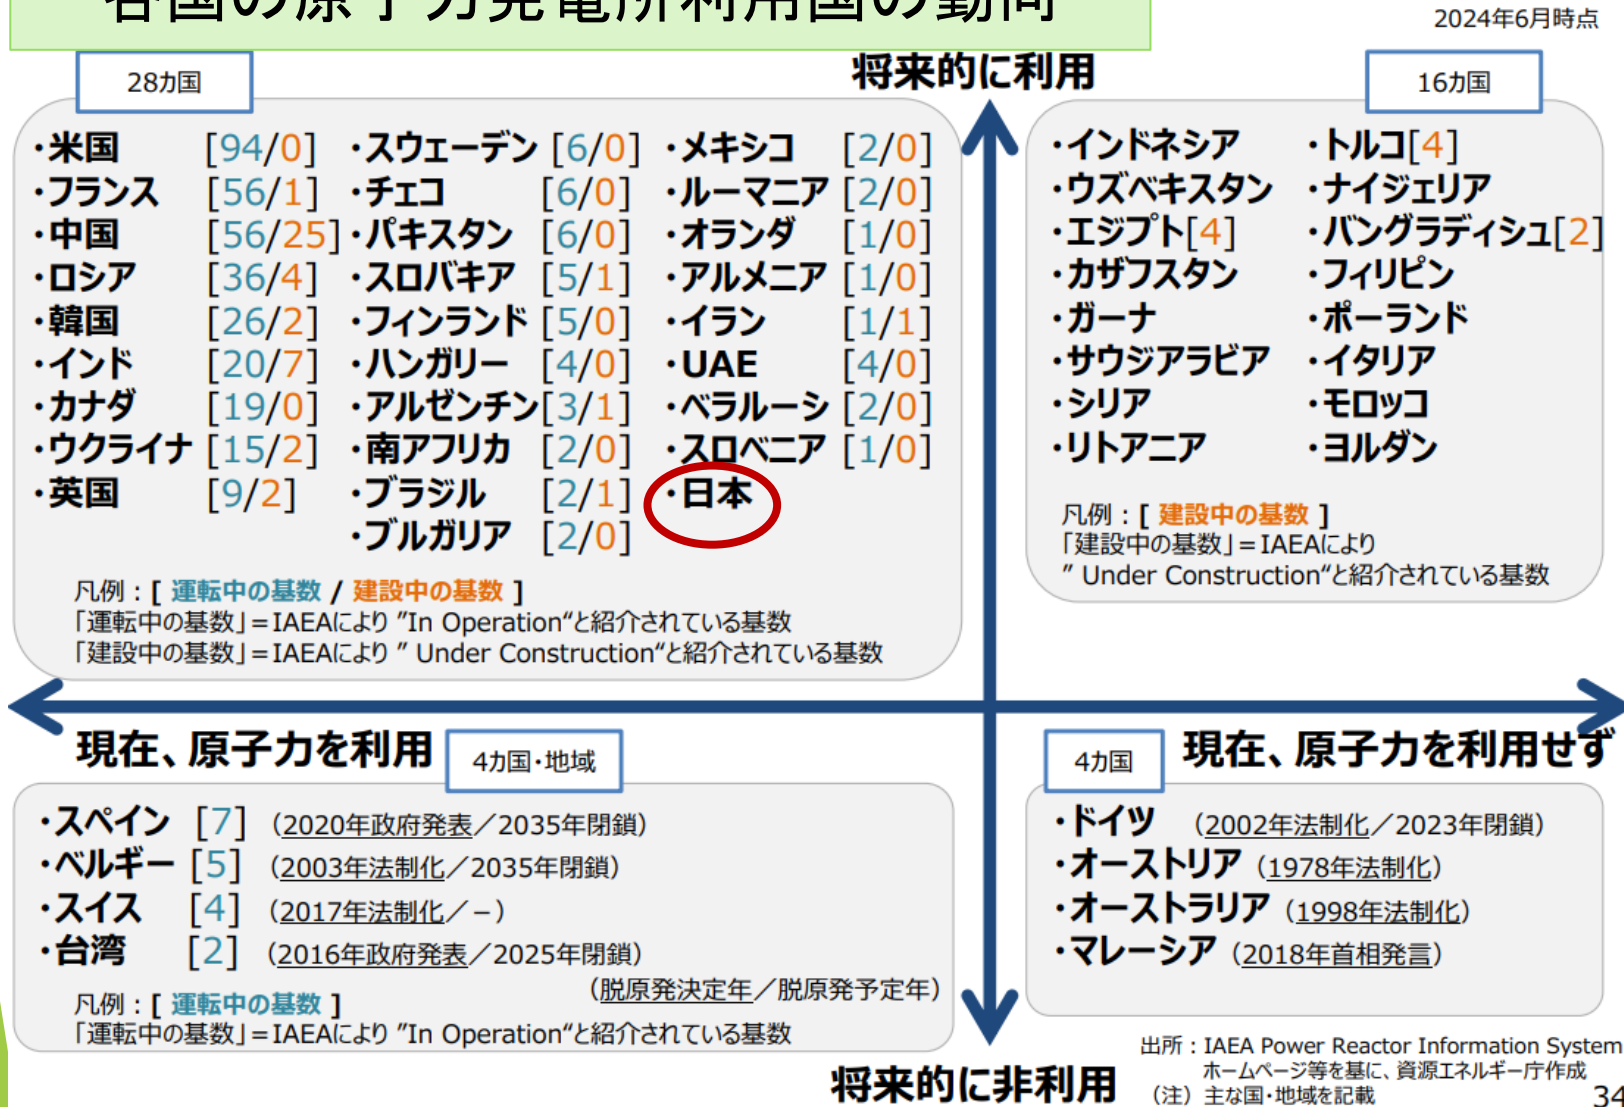 各国の原子力発電所利用国の動向
2024年6月時点
将来的に利用
28カ国
・米国 [94/0]
・フランス [56/1]
・中国 [56/25]
・ロシア [36/4]
・韓国 [26/2]
・インド [20/7]
・カナダ [19/0]
・ウクライナ [15/2]
・英国 [9/2]
・スウェーデン [6/0]
・チェコ [6/0]
・パキスタン [6/0]
・スロバキア [5/1]
・フィンランド [5/0]
・ハンガリー [4/0]
・アルゼンチン[3/1]
・南アフリカ [2/0]
・ブラジル [2/1]
・ブルガリア [2/0]
・メキシコ [2/0]
・ルーマニア [2/0]
・オランダ [1/0]
・アルメニア [1/0]
・イラン [1/1]
・UAE [4/0]
・ベラルーシ [2/0]
・スロベニア [1/0]
・日本
凡例:[ 運転中の基数 / 建設中の基数 ]
「運転中の基数」=IAEAにより ”In Operation“と紹介されている基数
「建設中の基数」=IAEAにより ” Under Construction“と紹介されている基数
16カ国
・インドネシア
・ウズベキスタン
・エジプト[4]
・カザフスタン
・ガーナ
・サウジアラビア
・シリア
・リトアニア
・トルコ[4]
・ナイジェリア
・バングラディシュ[2]
・フィリピン
・ポーランド
・イタリア
・モロッコ
・ヨルダン
凡例:[ 建設中の基数 ]
「建設中の基数」=IAEAにより
” Under Construction“と紹介されている基数
現在、原子力を利用
4カ国・地域
・スペイン [7] (2020年政府発表/2035年閉鎖)
・ベルギー [5] (2003年法制化/2035年閉鎖)
・スイス [4] (2017年法制化/−)
・台湾 [2] (2016年政府発表/2025年閉鎖)
(脱原発決定年/脱原発予定年)
凡例:[ 運転中の基数 ]
「運転中の基数」=IAEAにより ”In Operation“と紹介されている基数
4カ国
現在、原子力を利用せず
・ドイツ (2002年法制化/2023年閉鎖)
・オーストリア (1978年法制化)
・オーストラリア (1998年法制化)
・マレーシア (2018年首相発言)
将来的に非利用
出所:IAEA Power Reactor Information System
ホームページ等を基に、資源エネルギー庁作成
(注)主な国・地域を記載
34